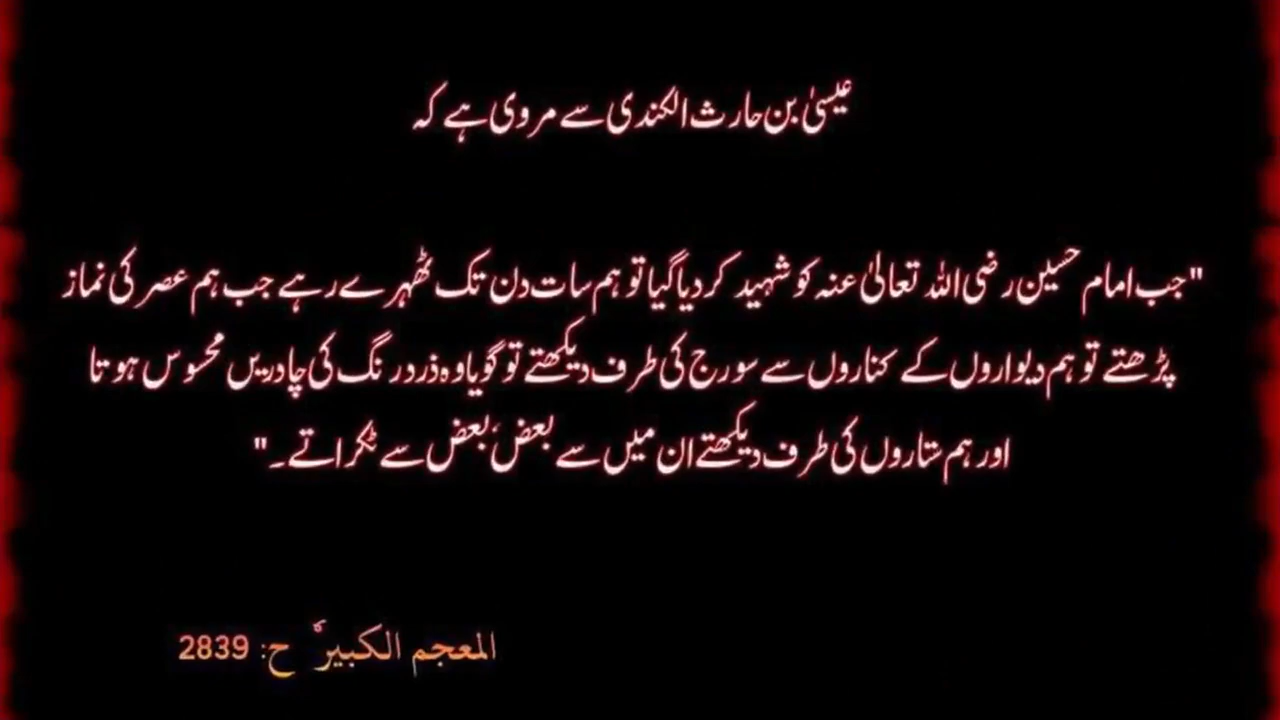 عیسیٰ بن حارث الکندی سے مروی ہے کہ
"جب امام حسین رضی اللہ تعالیٰ عنہ کو شہید کر دیا گیا تو ہم سات دن تک ٹھہرے رہے جب ہم عصر کی نماز
پڑھتے تو ہم دیواروں کے کناروں سے سورج کی طرف دیکھتے تو گویا وہ ذرد رنگ کی چادریں محسوس ہوتا
اور ہم ستاروں کی طرف دیکھتے ان میں سے بعض، بعض سے ٹکراتے۔"
المعجم الکبیر ح: 2839